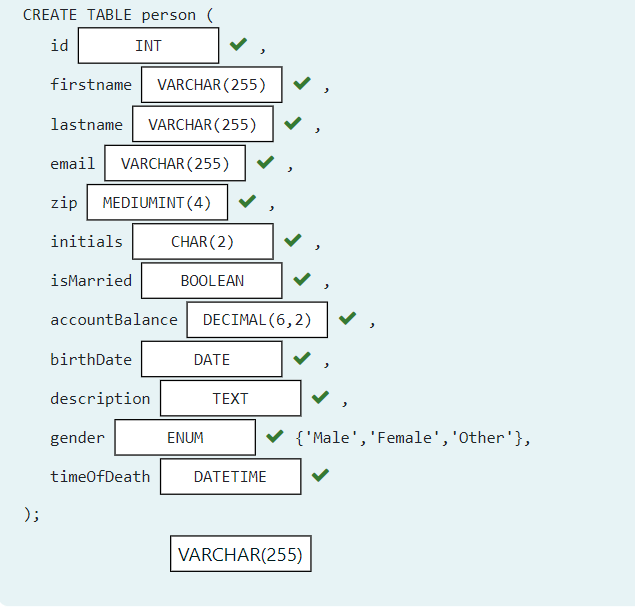 CREATE TABLE person (
id INT ,
firstname VARCHAR(255) ,
lastname VARCHAR(255) ,
email VARCHAR(255) ,
zip MEDIUMINT(4) ,
initials CHAR(2) ,
isMarried BOOLEAN ,
accountBalance DECIMAL(6,2) ,
birthDate DATE ,
description TEXT ,
gender ENUM {'Male','Female','Other'},
timeOfDeath DATETIME
);
VARCHAR(255)